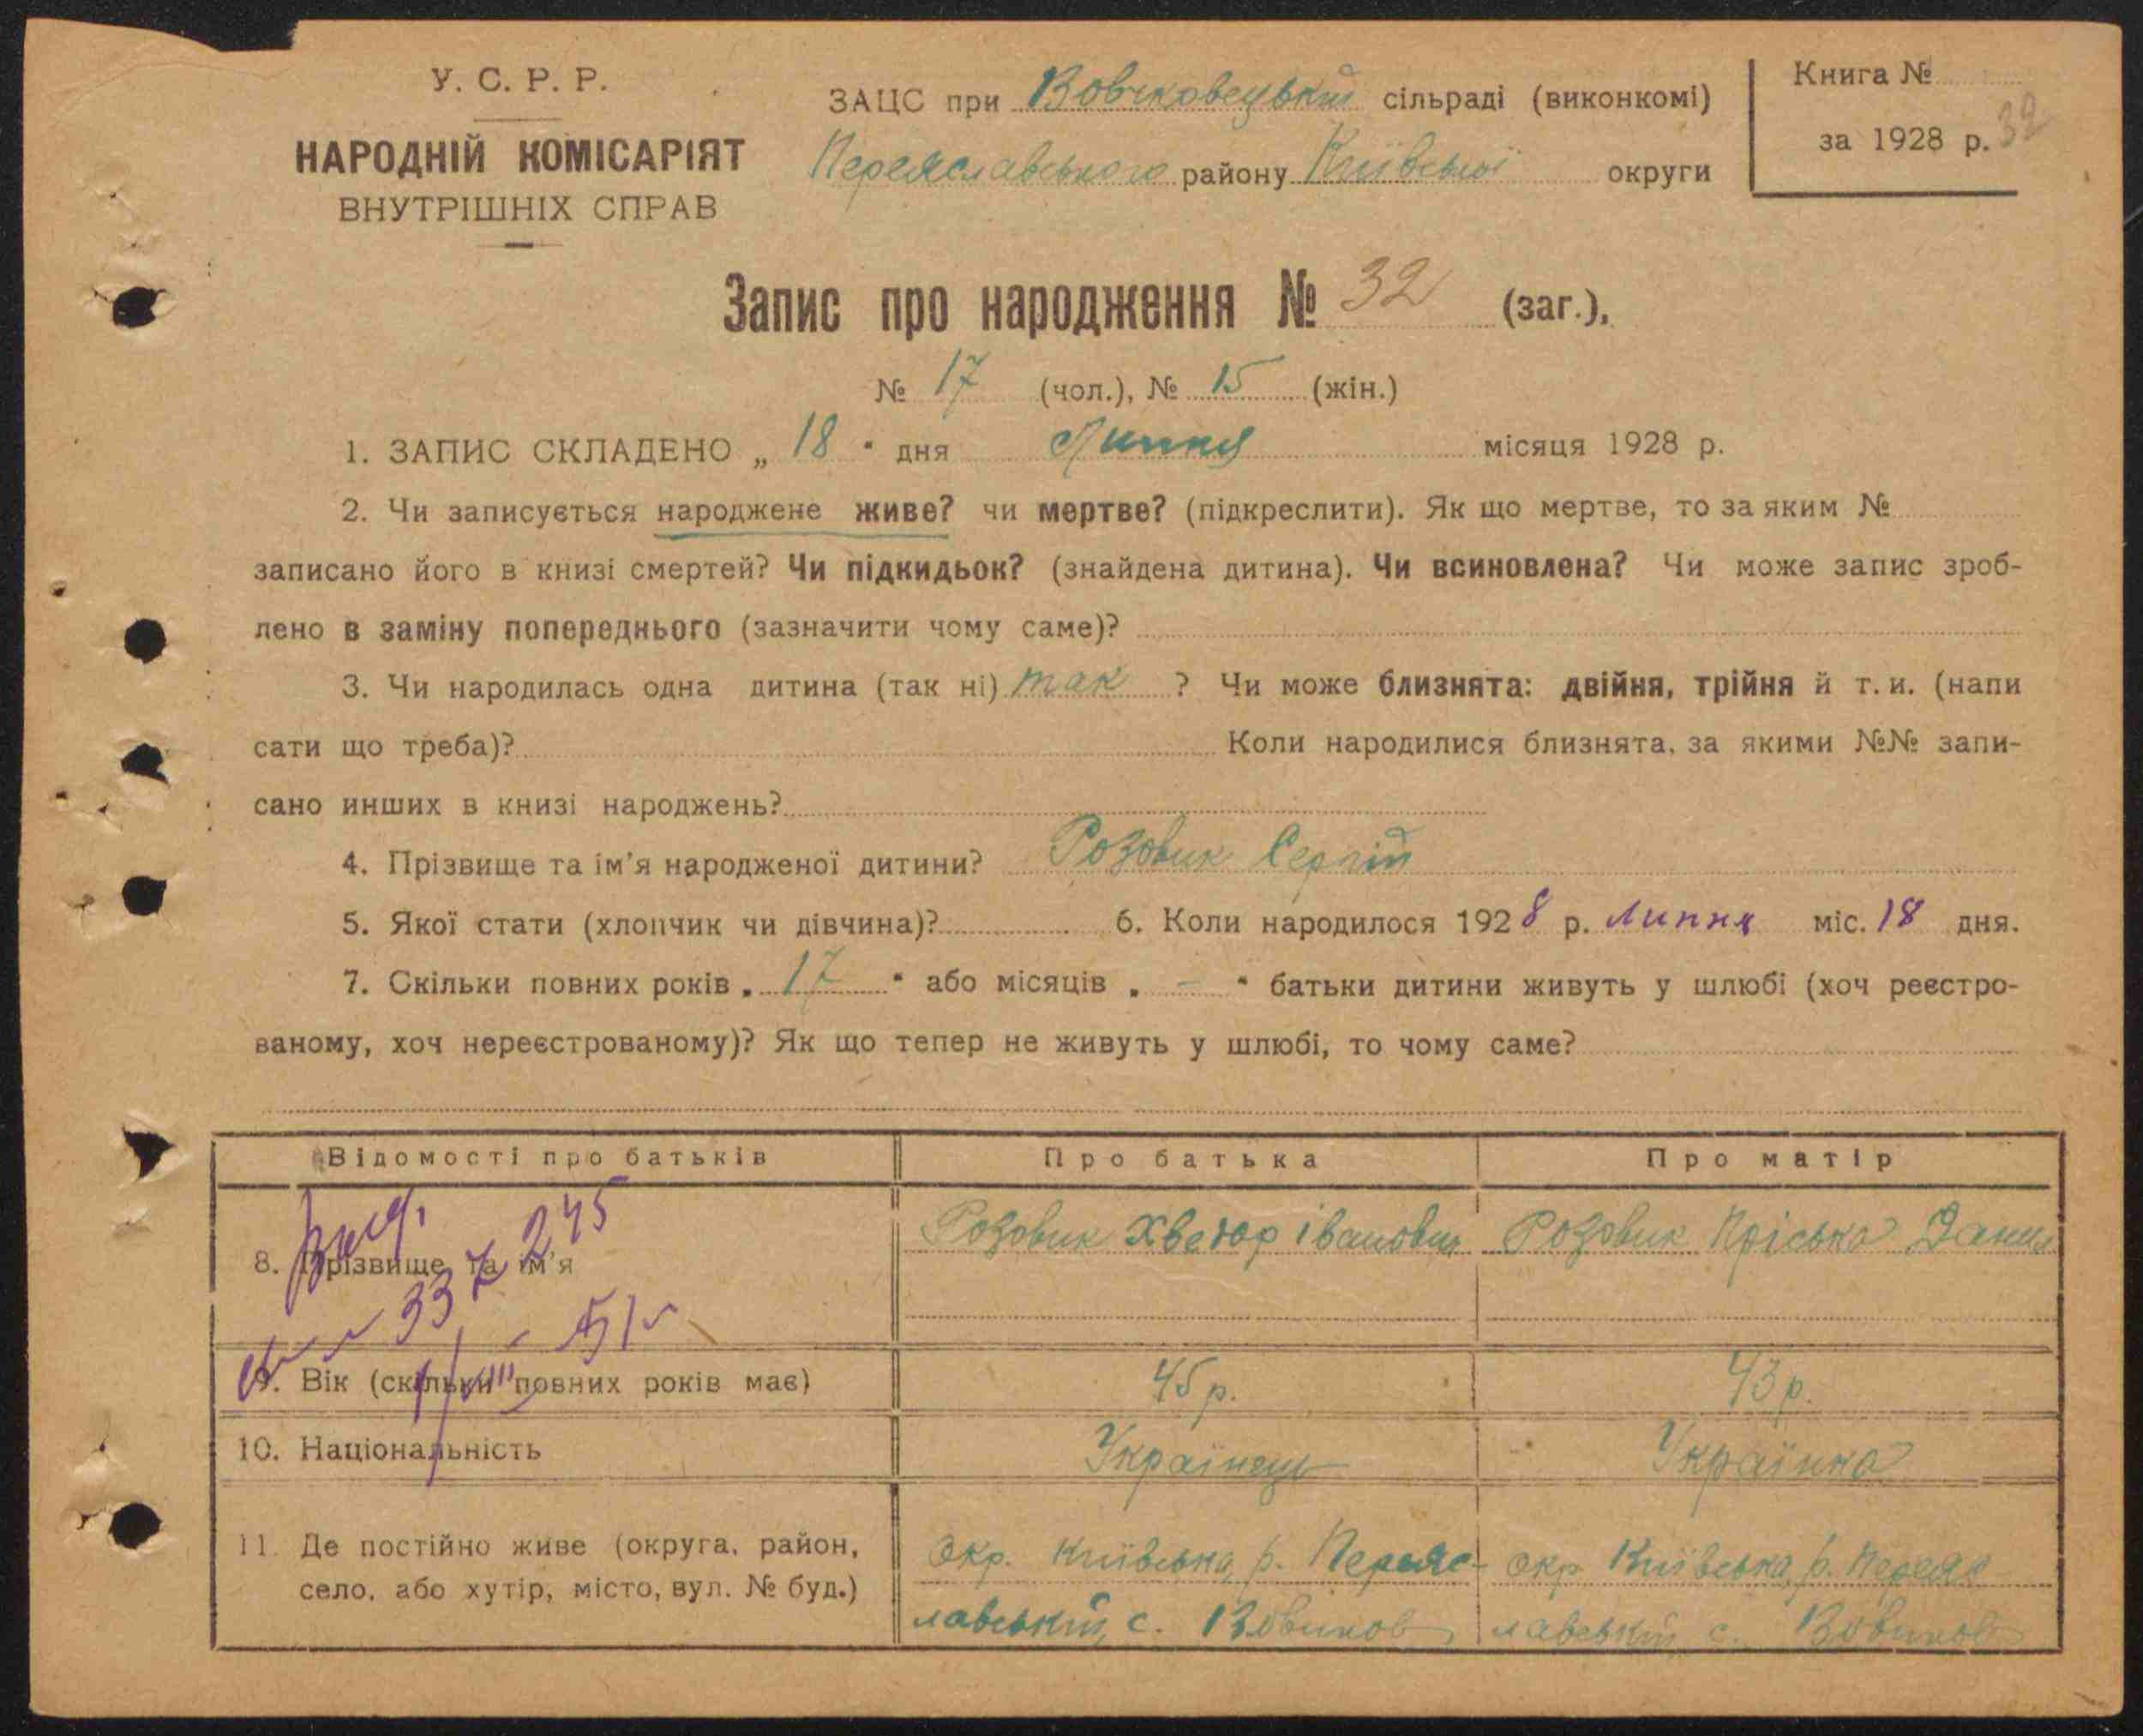 У. С. Р. Р.
НАРОДНІЙ КОМІСАРІЯТ
ВНУТРІШНІХ СПРАВ
ЗАЦС при Вовчковецький сільраді (виконкомі)
Переяславського району Київської округи
Книга №
за 1928 р. 32
Запис про народження № 32 (заг.),
№ 17 (чол.), № 15 (жін.)
1. ЗАПИС СКЛАДЕНО „ 18 " дня Липня місяця 1928 р.
2. Чи записується народжене живе? чи мертве? (підкреслити). Як що мертве, то за яким №
записано його в книзі смертей? Чи підкидьок? (знайдена дитина). Чи всиновлена? Чи може запис зроб-
лено в заміну попереднього (зазначити чому саме)?
3. Чи народилась одна дитина (так ні) так ? Чи може близнята: двійня, трійня й т. и. (напи
сати що треба)? Коли народилися близнята, за якими №№ запи-
сано инших в книзі народжень?
4. Прізвище та ім'я народженої дитини? Розовик Сергій
5. Якої стати (хлопчик чи дівчина)? 6. Коли народилося 1928 р. Липня міс. 18 дня.
7. Скільки повних років „ 17 " або місяців „ - " батьки дитини живуть у шлюбі (хоч реєстро-
ваному, хоч нереєстрованому)? Як що тепер не живуть у шлюбі, то чому саме?
Відомості про батьків Про батька Про матір
8. Прізвище та ім'я Розовик Хведор Іванович Розовик Пріська Данил
9. Вік (скільки повних років має) 45 р. 43 р.
10. Національність Українець Українка
11. Де постійно живе (округа, район,
село, або хутір, місто, вул. № буд.)
Окр. Київська, р. Переяс-
лавський, с. Вовчков
окр. Київська, р. Переяс
лавський с. Вовчков